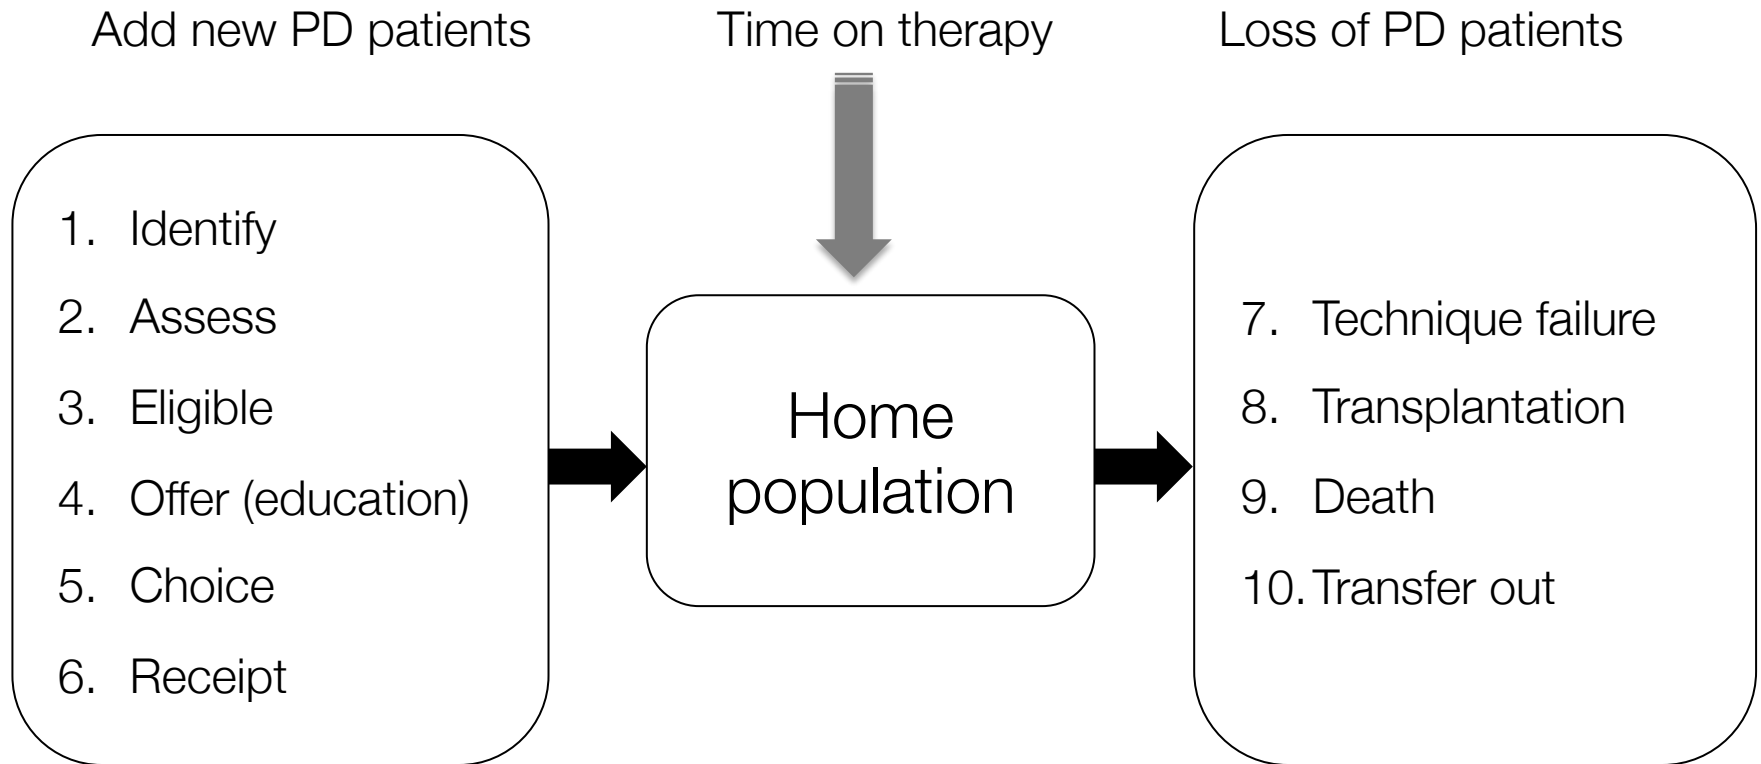 Add new PD patients
Time on therapy
Loss of PD patients
1. Identify
2. Assess
3. Eligible
4. Offer (education)
5. Choice
6. Receipt
Home
population
7. Technique failure
8. Transplantation
9. Death
10. Transfer out